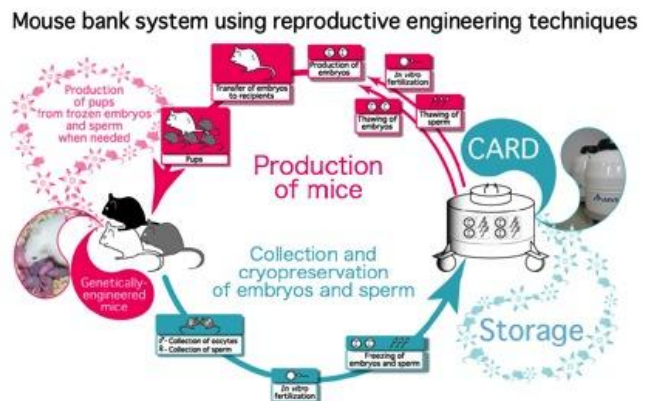 Mouse bank system using reproductive engineering techniques
Production
of pups
from frozen embryos
and sperm
when needed
Transfer of embryos
to recipients
Production of
embryos
In vitro
fertilization
Thawing of
embryos
Thawing of
sperm
Pups
Production
of mice
CARD
Genetically-
engineered
mice
Collection and
cryopreservation
of embryos and sperm
Storage
- Collection of oocytes
- Collection of sperm
In vitro
fertilization
Freezing of
embryos and sperm